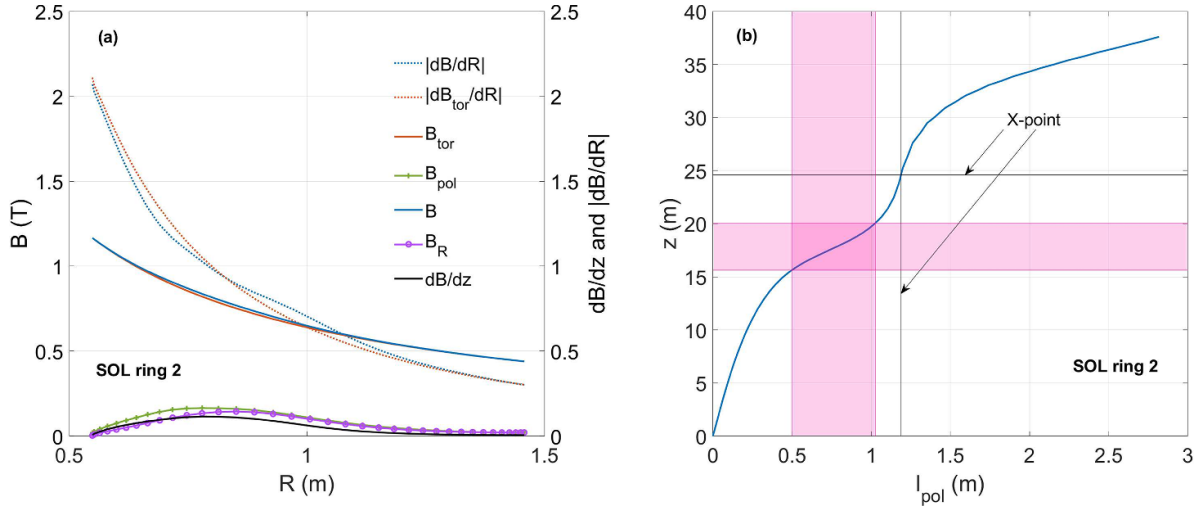 (a)
|dB/dR|
|dB_tor/dR|
B_tor
B_pol
B
B_R
dB/dz
SOL ring 2
B (T)
2.5
2
1.5
1
0.5
0
0.5
1
1.5
R (m)
2.5
2
1.5
1
0.5
0
dB/dz and |dB/dR|
(b)
X-point
SOL ring 2
z (m)
40
35
30
25
20
15
10
5
0
0
0.5
1
1.5
2
2.5
3
l_pol (m)